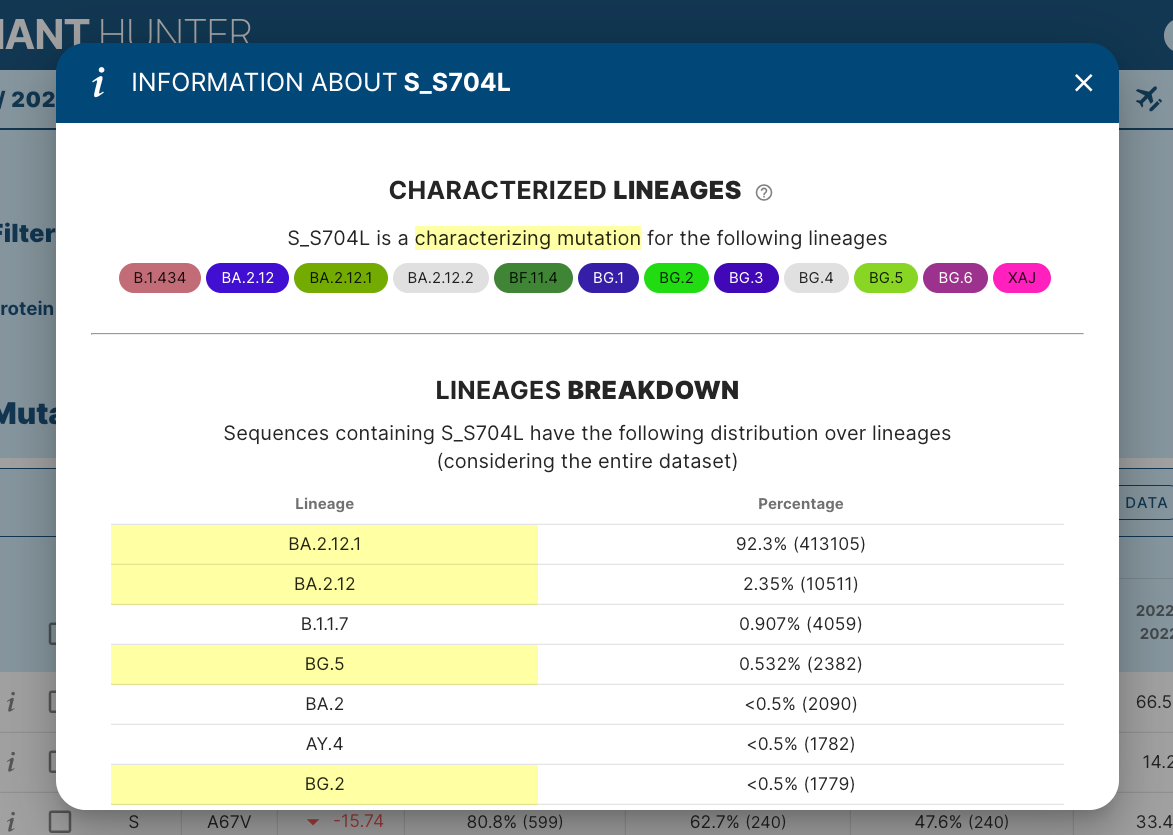 IANT HUNTER
/ 202
INFORMATION ABOUT S_S704L
Filter
rotein
Muta
CHARACTERIZED LINEAGES
S_S704L is a characterizing mutation for the following lineages
B.1.434 BA.2.12 BA.2.12.1 BA.2.12.2 BF.11.4 BG.1 BG.2 BG.3 BG.4 BG.5 BG.6 XAJ
LINEAGES BREAKDOWN
Sequences containing S_S704L have the following distribution over lineages
(considering the entire dataset)
DATA
Lineage Percentage
BA.2.12.1 92.3% (413105)
BA.2.12 2.35% (10511)
B.1.1.7 0.907% (4059)
2022
2022
BG.5 0.532% (2382)
BA.2 <0.5% (2090)
66.5
AY.4 <0.5% (1782)
14.2
BG.2 <0.5% (1779)
S A67V -15.74 80.8% (599) 62.7% (240) 47.6% (240) 33.4